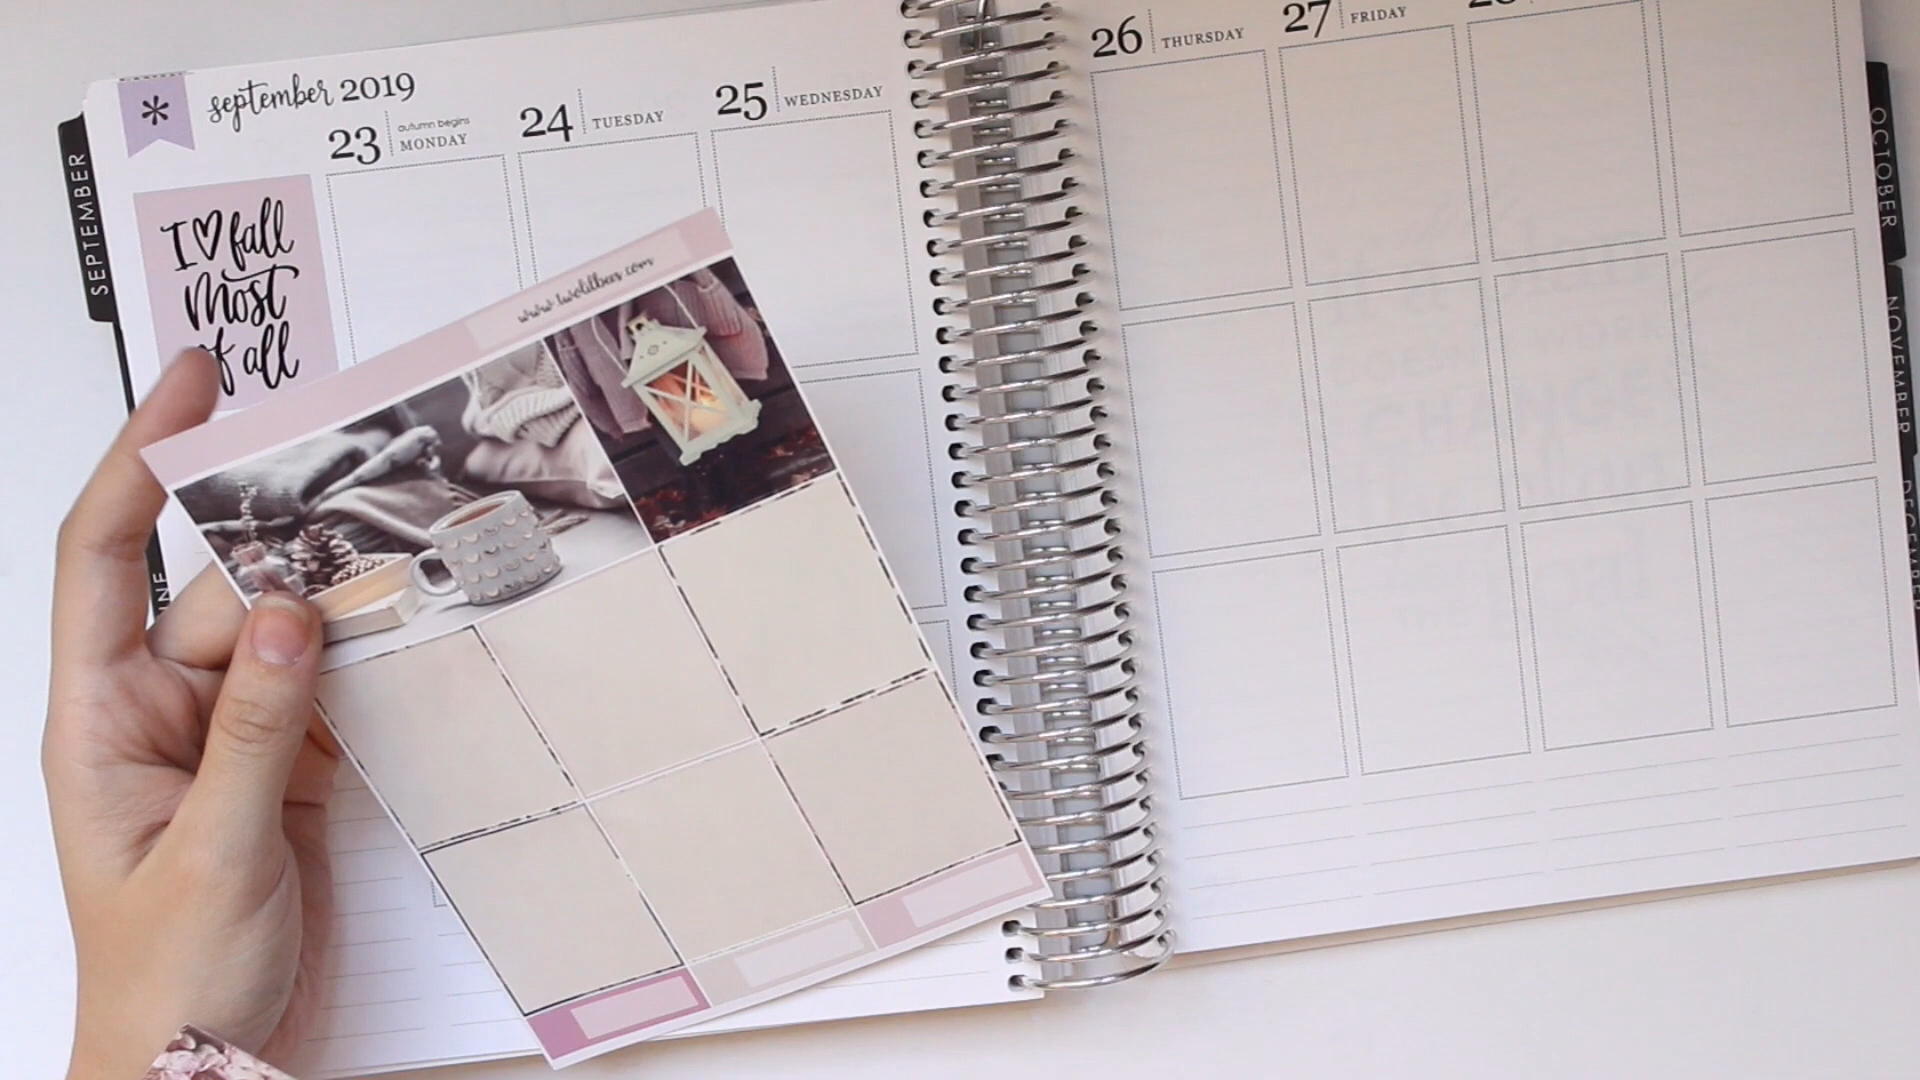 *
september 2019
23 autumn begins
MONDAY
24 TUESDAY
25 WEDNESDAY
26 THURSDAY
27 FRIDAY
SEPTEMBER
I♡fall
most
of all
www.twolilbees.com
OCTOBER
NOVEMBER
DECEMBER